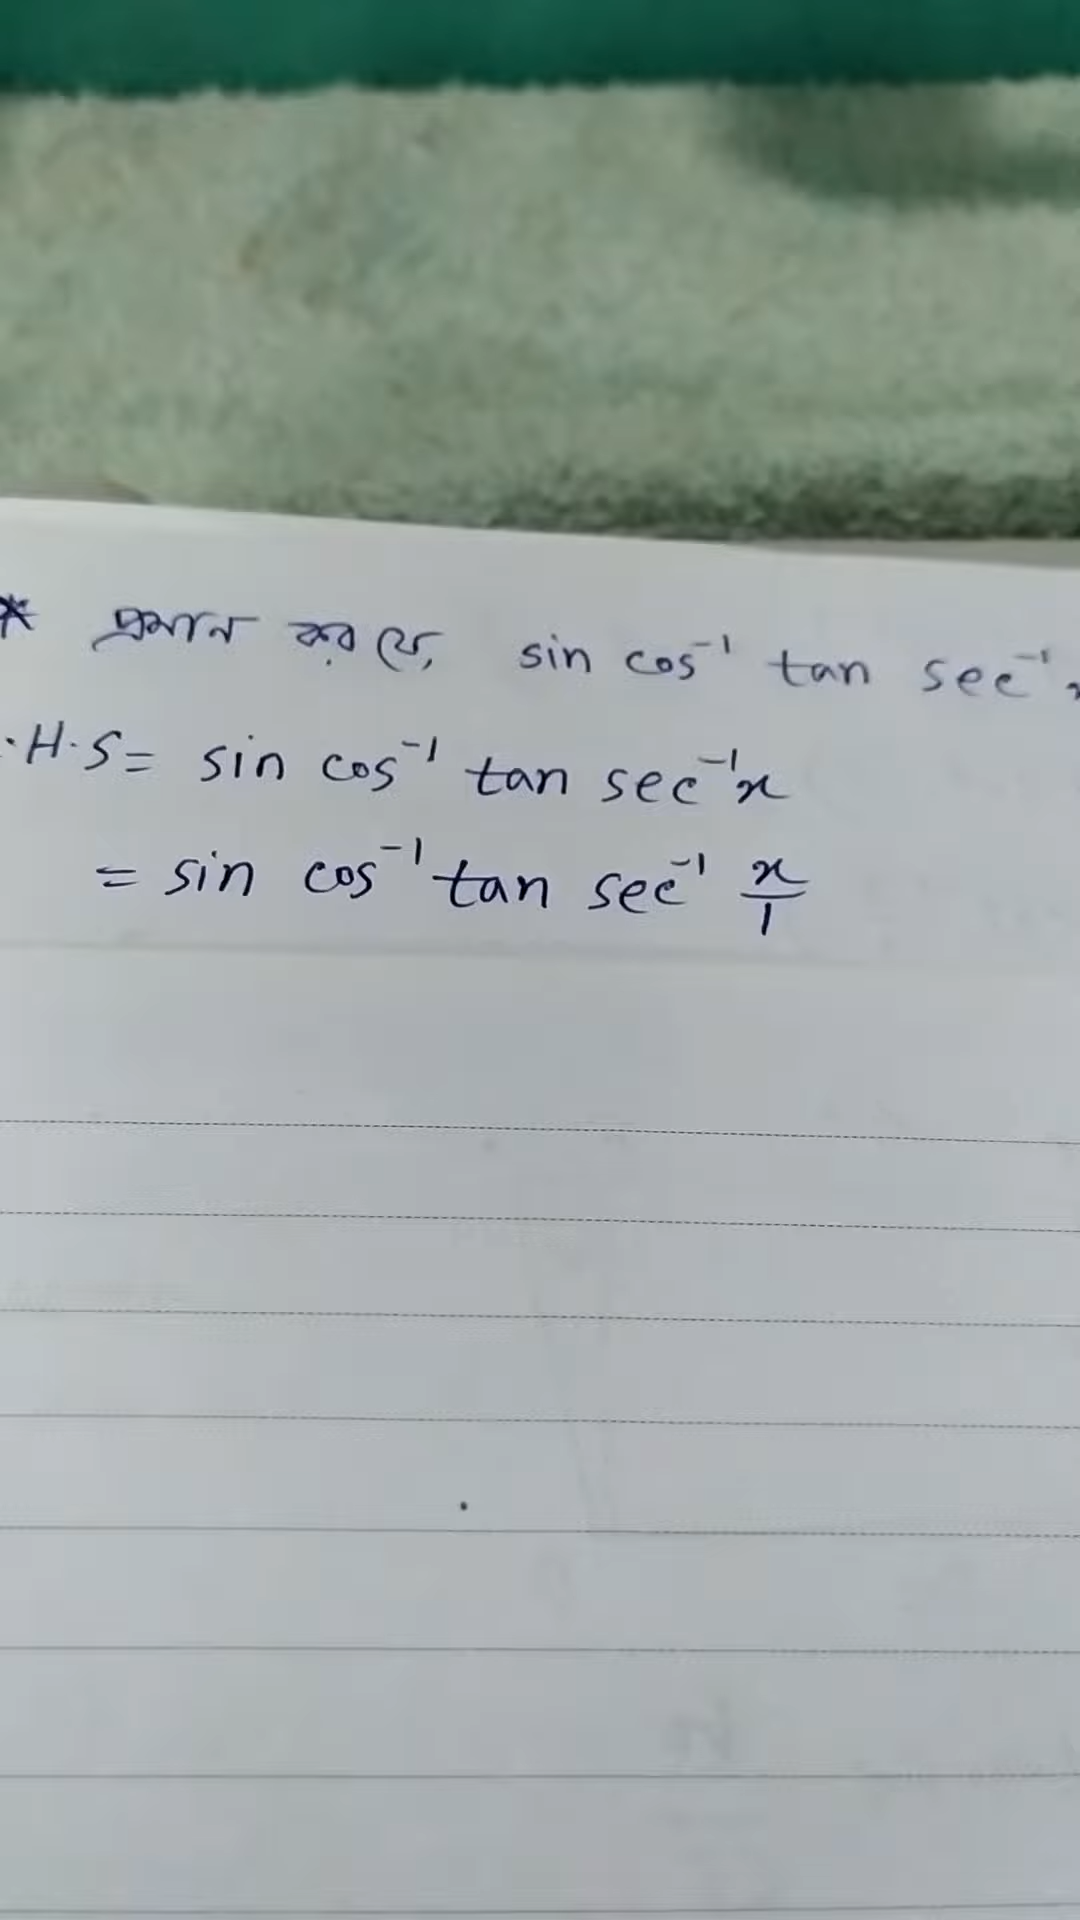 * প্রমান কর যে, sin cos⁻¹ tan sec⁻¹
.H.S = sin cos⁻¹ tan sec⁻¹x
= sin cos⁻¹ tan sec⁻¹ x/1